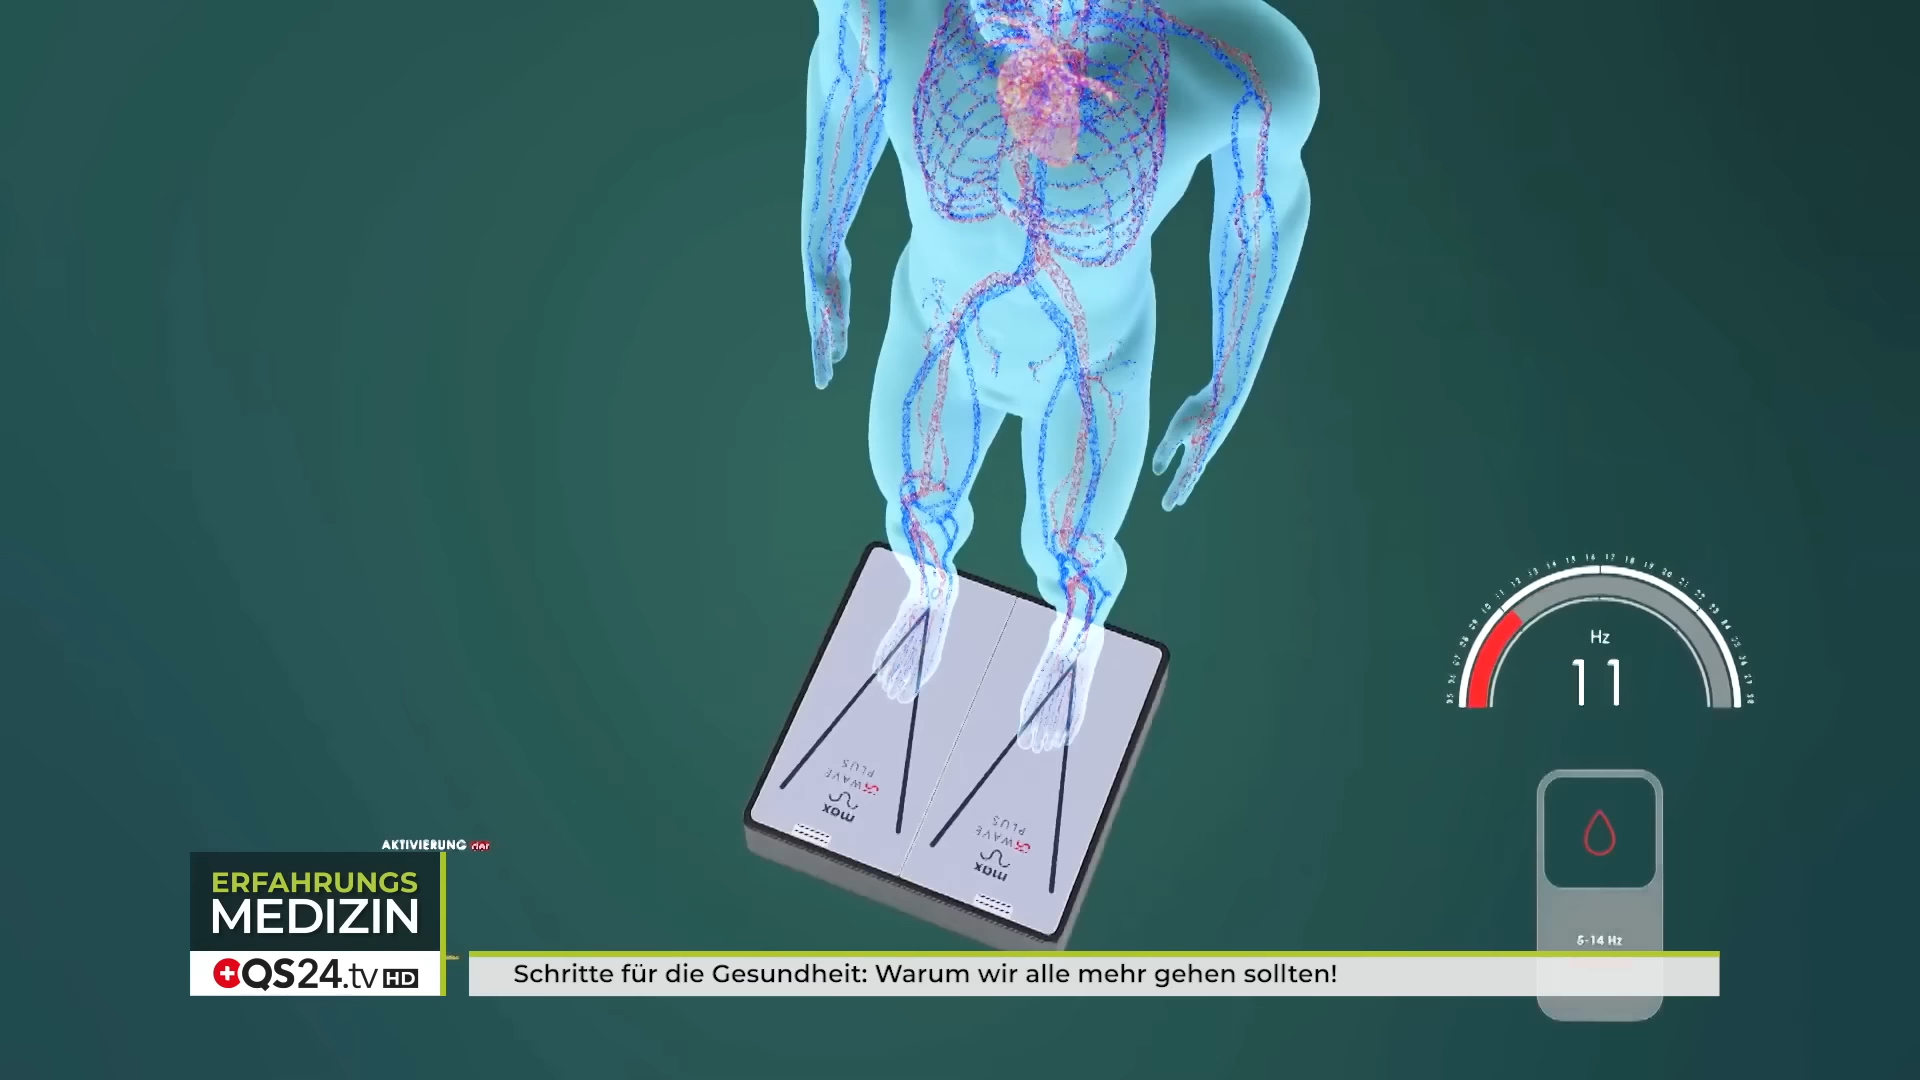 Hz
11
5-14 Hz
PLUS
WAVE
max
PLUS
WAVE
max
AKTIVIERUNG der
ERFAHRUNGS
MEDIZIN
QS24.tv HD
Schritte für die Gesundheit: Warum wir alle mehr gehen sollten!